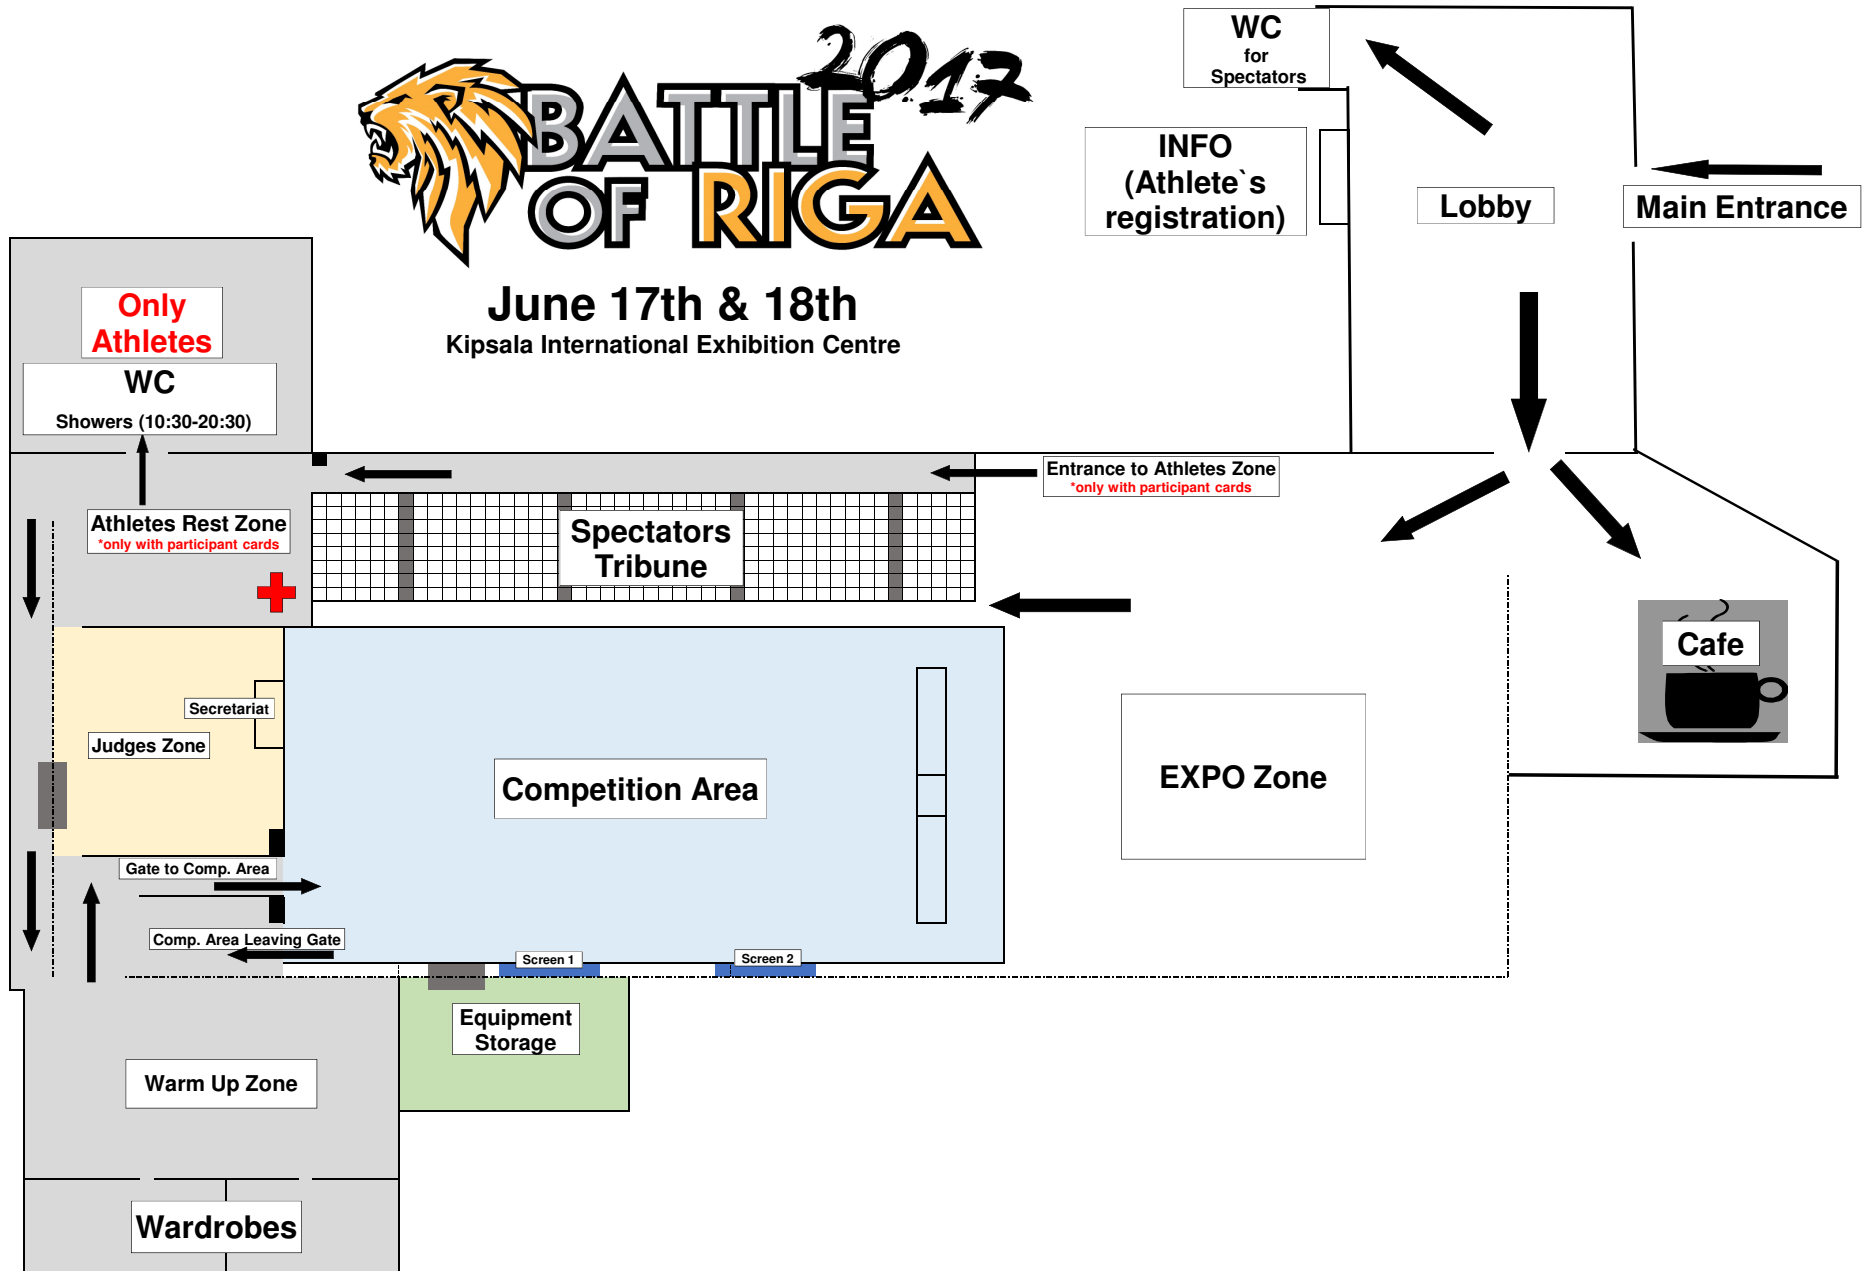 2017
BATTLE
OF RIGA
June 17th & 18th
Kipsala International Exhibition Centre
WC
for
Spectators
INFO
(Athlete`s
registration)
Lobby
Main Entrance
Only
Athletes
WC
Showers (10:30-20:30)
Entrance to Athletes Zone
*only with participant cards
Athletes Rest Zone
*only with participant cards
Spectators
Tribune
Cafe
Secretariat
Judges Zone
Competition Area
EXPO Zone
Gate to Comp. Area
Comp. Area Leaving Gate
Screen 1
Screen 2
Equipment
Storage
Warm Up Zone
Wardrobes